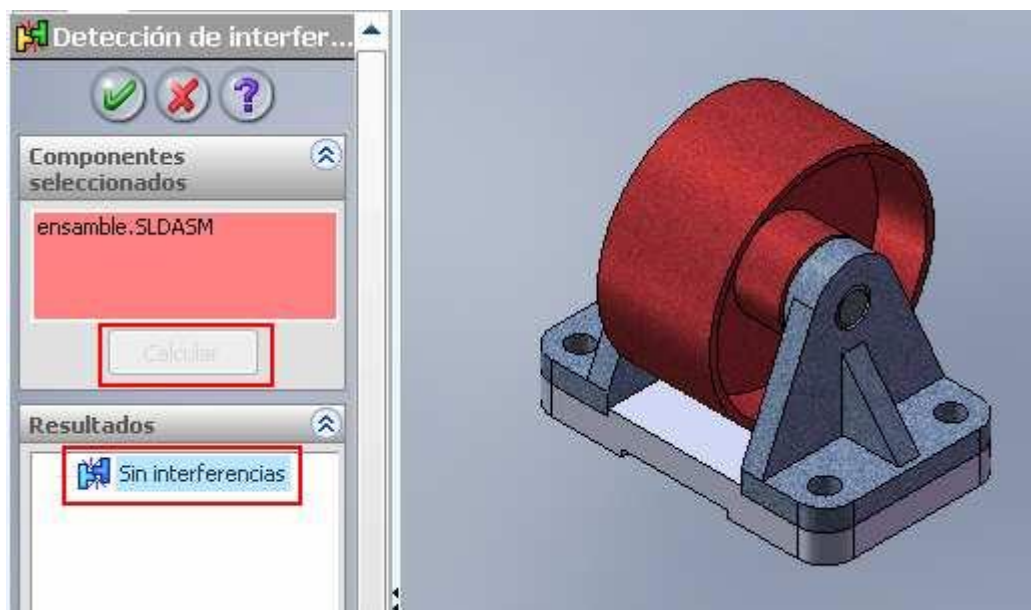 Detección de interfer...
?
Componentes
seleccionados
ensamble.SLDASM
Calcular
Resultados
Sin interferencias